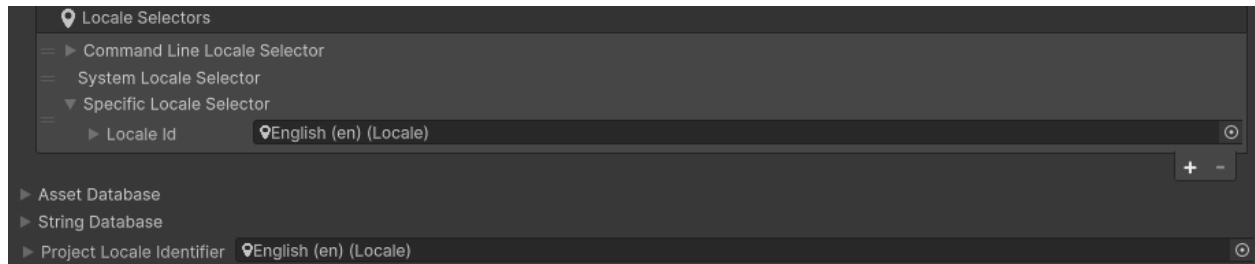 Locale Selectors
Command Line Locale Selector
System Locale Selector
Specific Locale Selector
Locale Id English (en) (Locale)
+ -
Asset Database
String Database
Project Locale Identifier English (en) (Locale)